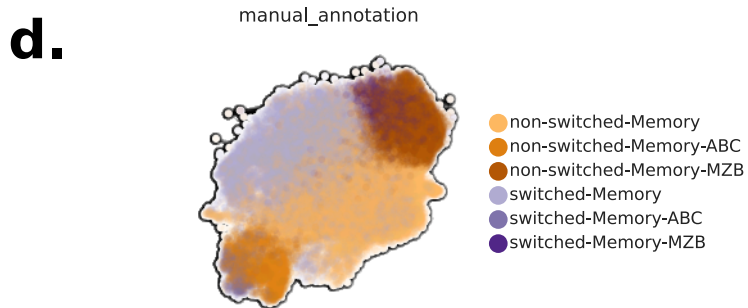 manual_annotation
d.
non-switched-Memory
non-switched-Memory-ABC
non-switched-Memory-MZB
switched-Memory
switched-Memory-ABC
switched-Memory-MZB